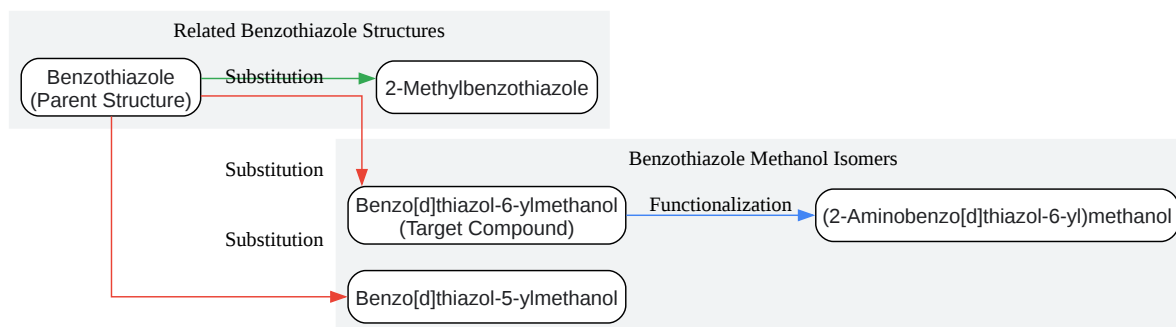 Related Benzothiazole Structures
Benzothiazole
(Parent Structure)
Substitution
2-Methylbenzothiazole
Benzothiazole Methanol Isomers
Substitution
Benzo[d]thiazol-6-ylmethanol
(Target Compound)
Functionalization
(2-Aminobenzo[d]thiazol-6-yl)methanol
Substitution
Benzo[d]thiazol-5-ylmethanol